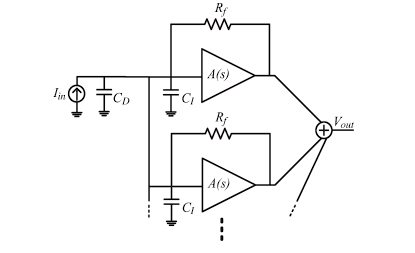 R_f
A(s)
I_in
C_D
C_I
V_out
R_f
A(s)
C_I